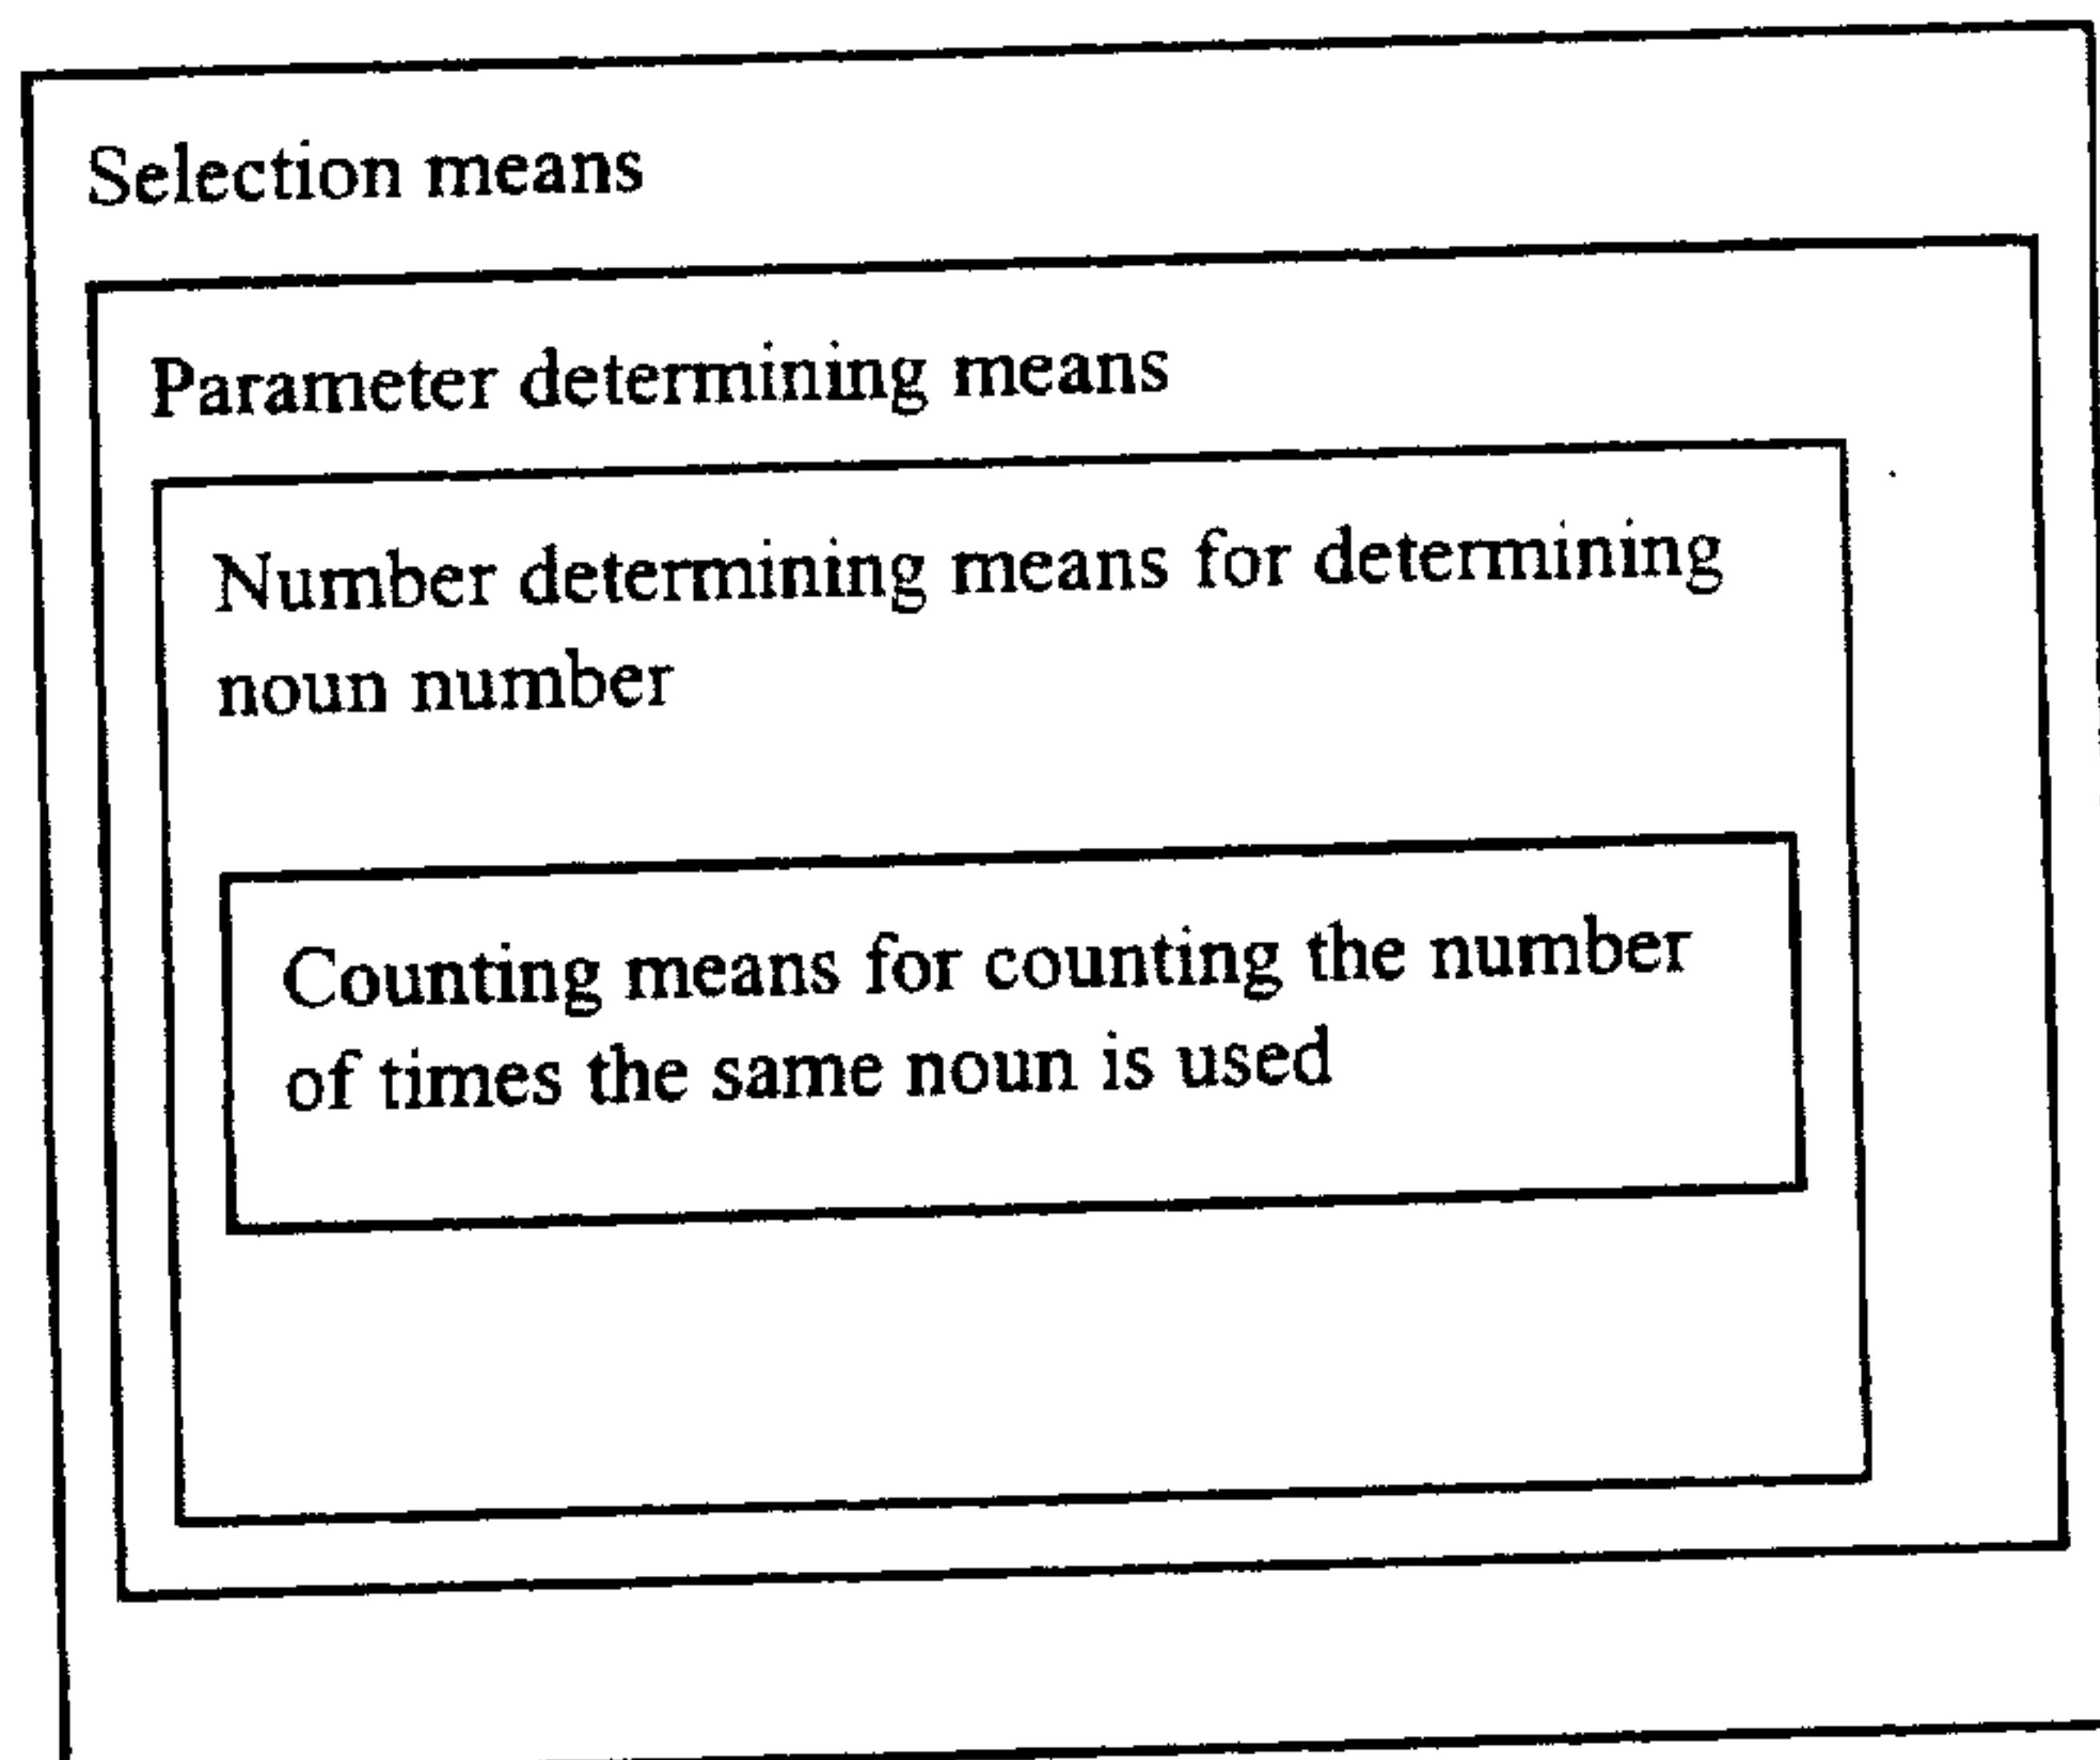 Selection means
Parameter determining means
Number determining means for determining
noun number
Counting means for counting the number
of times the same noun is used